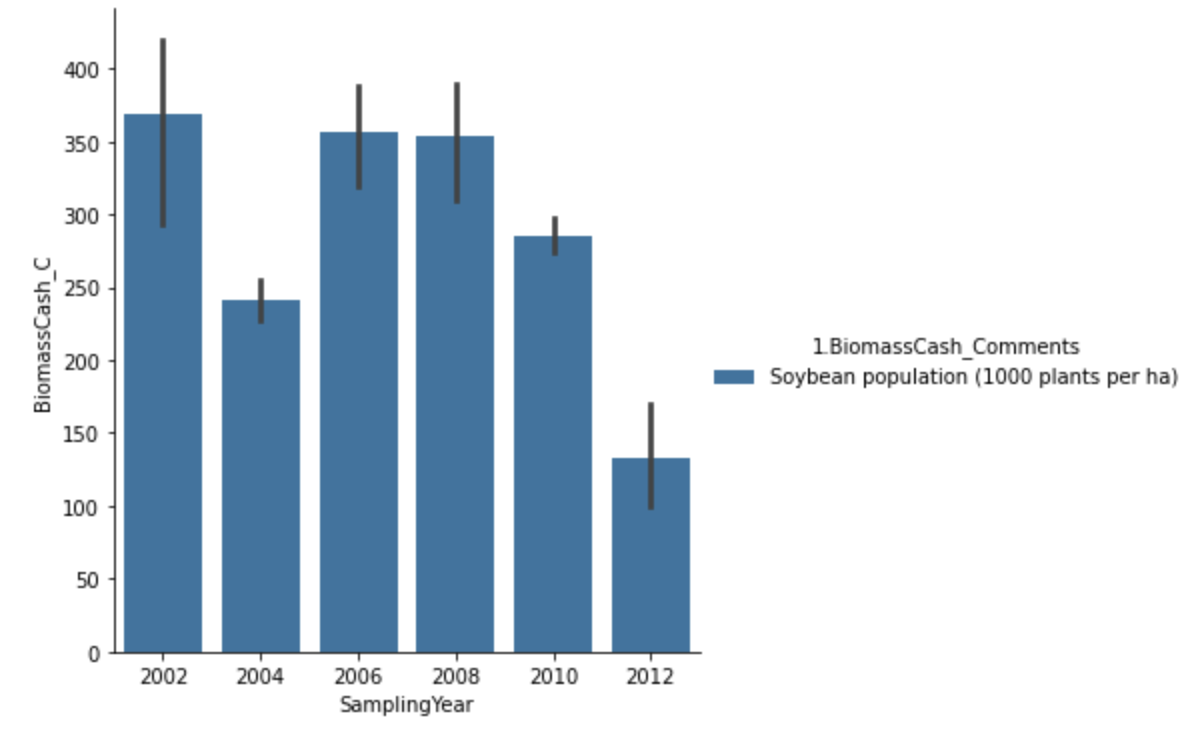 400
350
300
250
200
150
100
50
0
BiomassCash_C
2002 2004 2006 2008 2010 2012
SamplingYear
1.BiomassCash_Comments
Soybean population (1000 plants per ha)